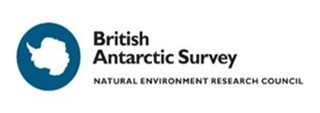 British
Antarctic Survey
NATURAL ENVIRONMENT RESEARCH COUNCIL